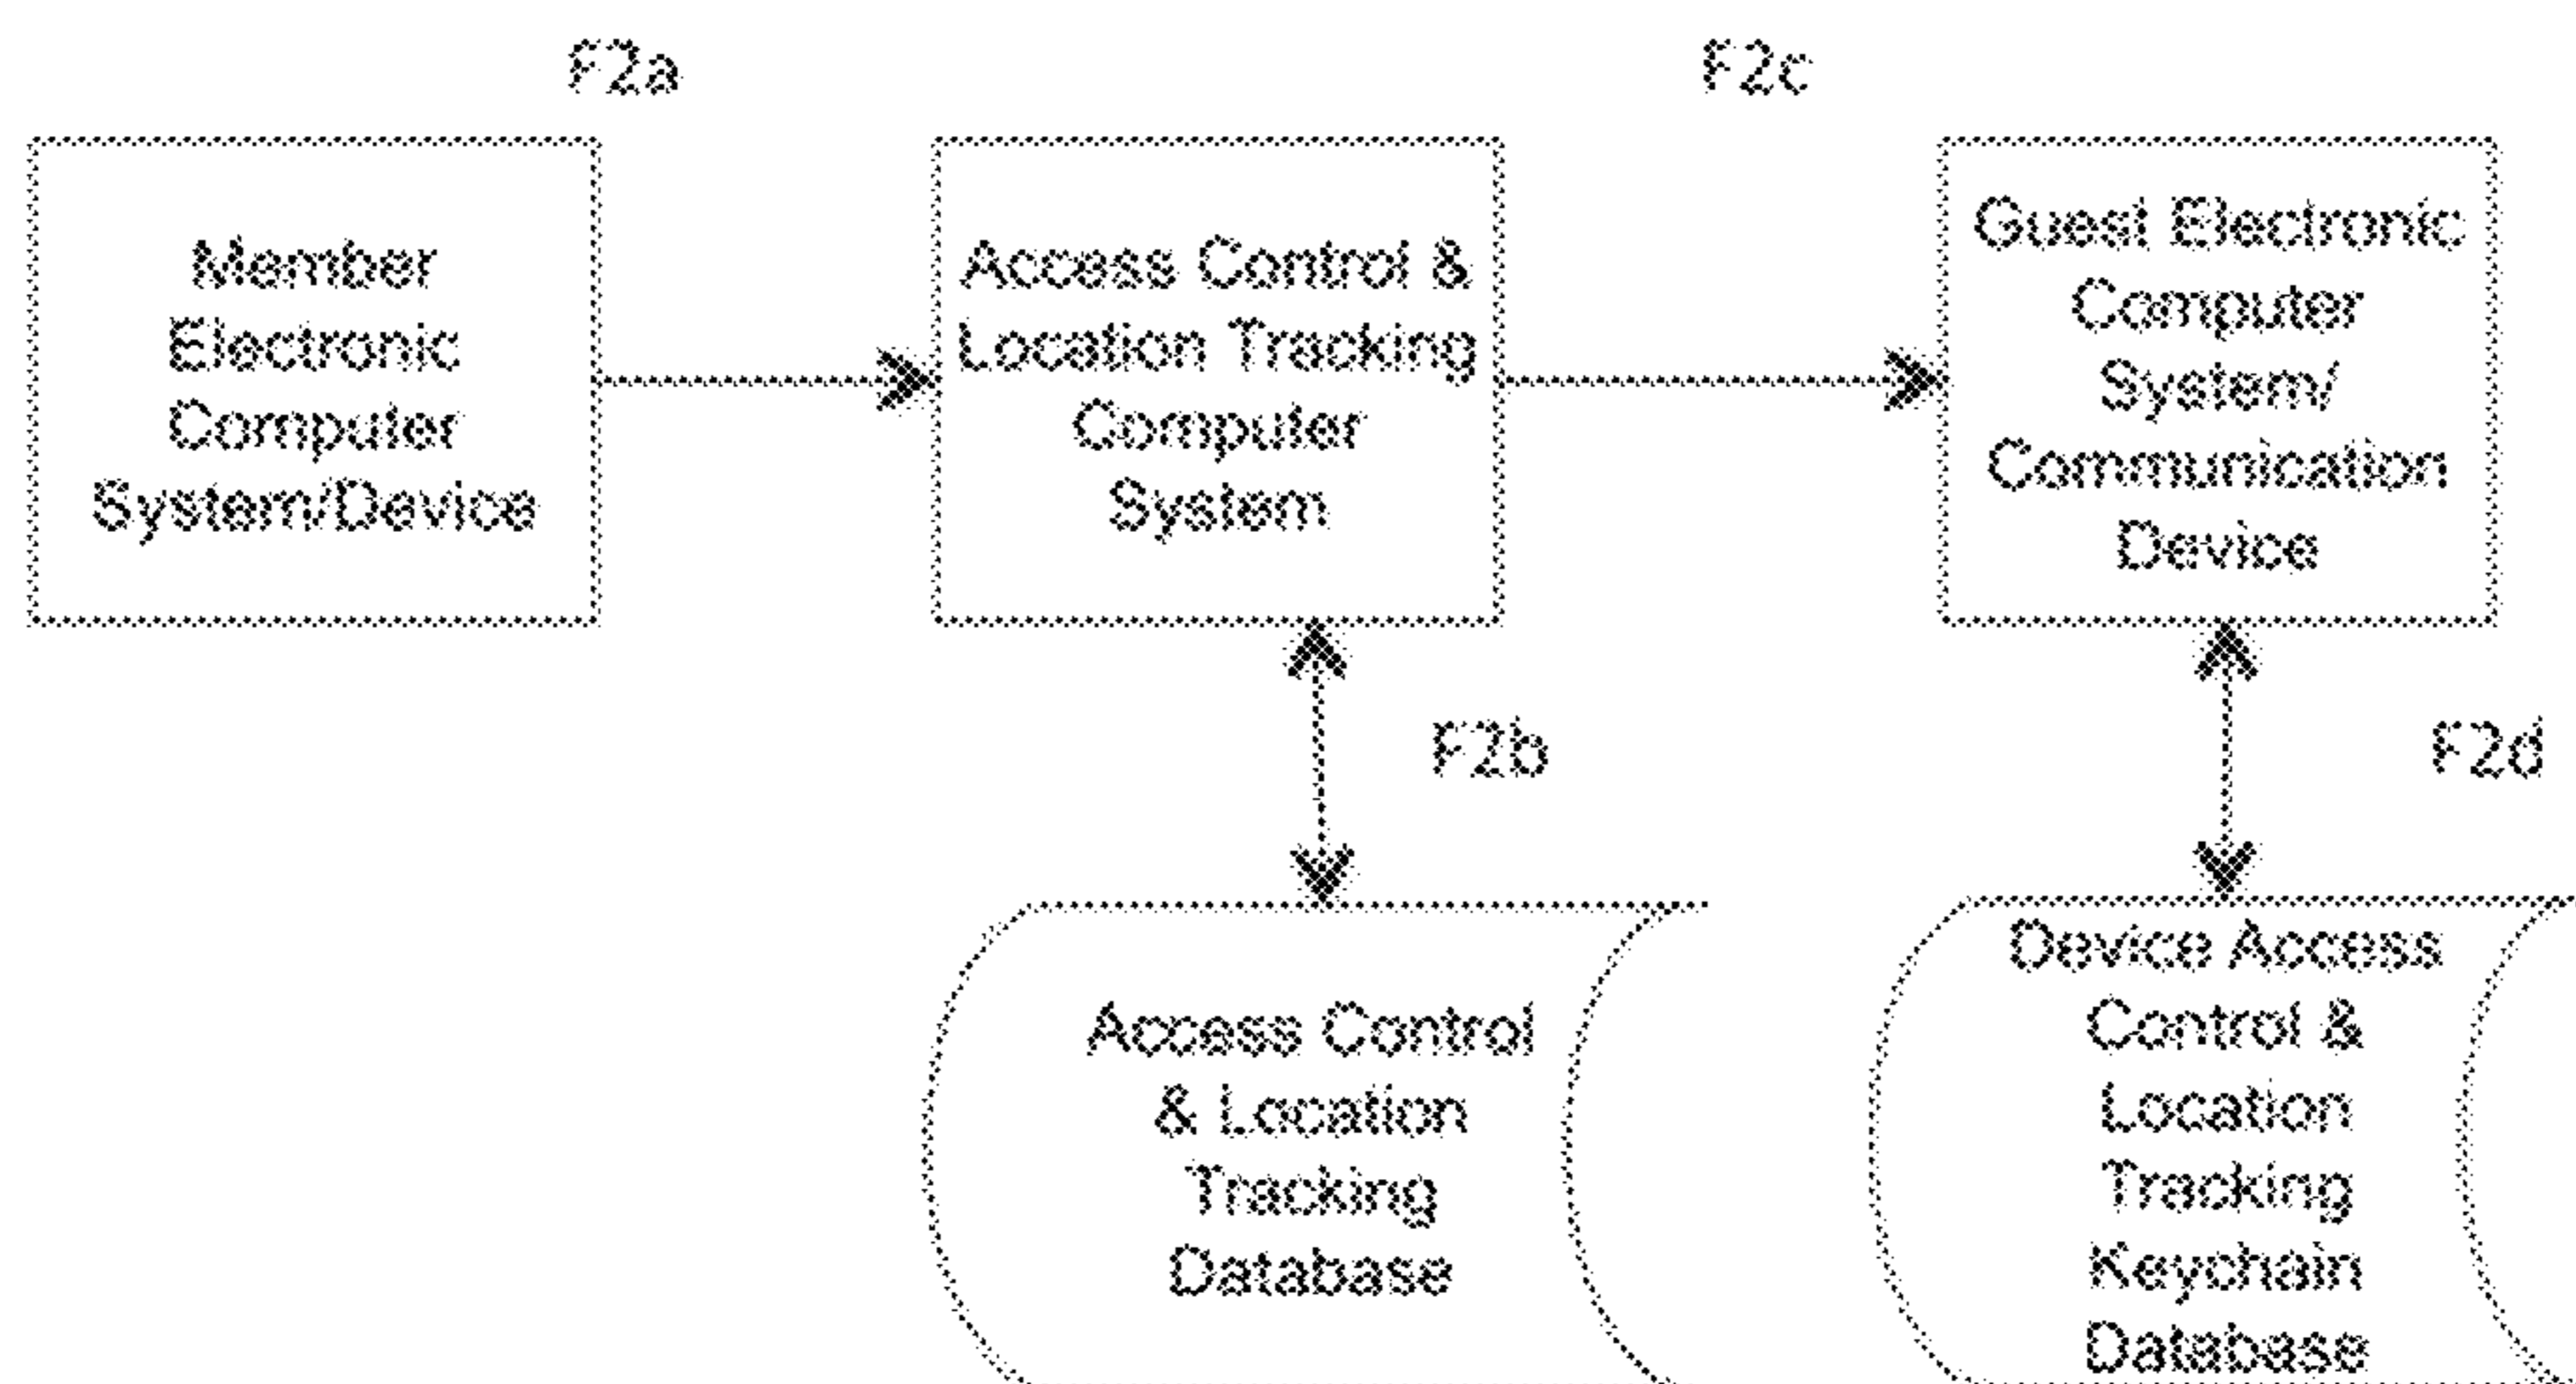 F2a
F2c
Member
Electronic
Computer
System/Device
Access Control &
Location Tracking
Computer
System
Guest Electronic
Computer
System/
Communication
Device
F2b
F2d
Access Control
& Location
Tracking
Database
Device Access
Control &
Location
Tracking
Keychain
Database